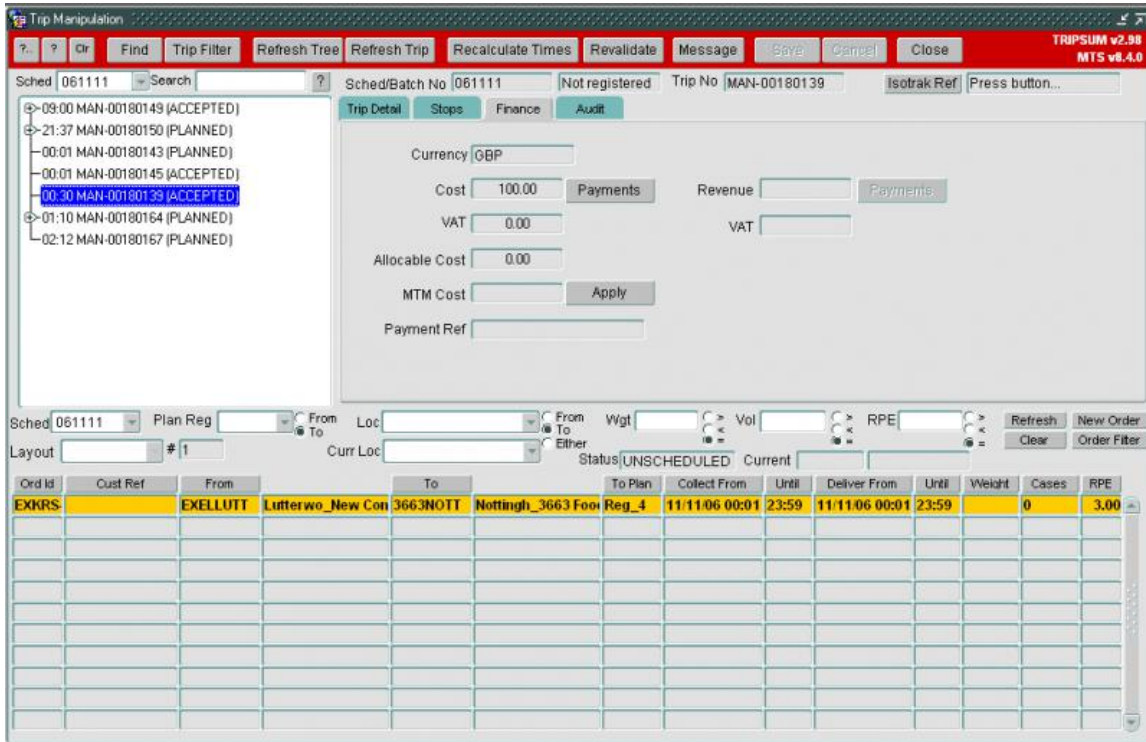 Trip Manipulation
?.. ? Clr Find Trip Filter Refresh Tree Refresh Trip Recalculate Times Revalidate Message Save Cancel Close TRIPSUM v2.98
MTS v8.4.0
Sched 061111 Search ? Sched/Batch No 061111 Not registered Trip No MAN-00180139 Isotrak Ref Press button...
Trip Detail Stops Finance Audit
09:00 MAN-00180149 (ACCEPTED)
21:37 MAN-00180150 (PLANNED)
00:01 MAN-00180143 (PLANNED)
00:01 MAN-00180145 (ACCEPTED)
00:30 MAN-00180139 (ACCEPTED)
01:10 MAN-00180164 (PLANNED)
02:12 MAN-00180167 (PLANNED)
Currency GBP
Cost 100.00 Payments Revenue Payments
VAT 0.00 VAT
Allocable Cost 0.00
MTM Cost Apply
Payment Ref
Sched 061111 Plan Reg From To Loc From To Either Wgt > < = Vol > < = RPE > < = Refresh New Order
Layout # 1 Curr Loc Status UNSCHEDULED Current Clear Order Filter
Ord Id Cust Ref From To To Plan Collect From Until Deliver From Until Weight Cases RPE
EXKRS- EXELLUTT Lutterwo_New Con 3663NOTT Nottingh_3663 Foo Reg_4 11/11/06 00:01 23:59 11/11/06 00:01 23:59 0 3.00